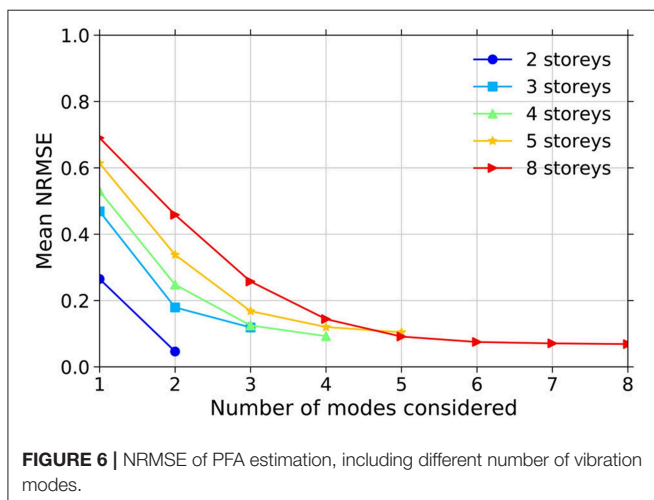 1.0
0.8
0.6
0.4
0.2
0.0
Mean NRMSE
2 storeys
3 storeys
4 storeys
5 storeys
8 storeys
1 2 3 4 5 6 7 8
Number of modes considered
FIGURE 6 | NRMSE of PFA estimation, including different number of vibration
modes.